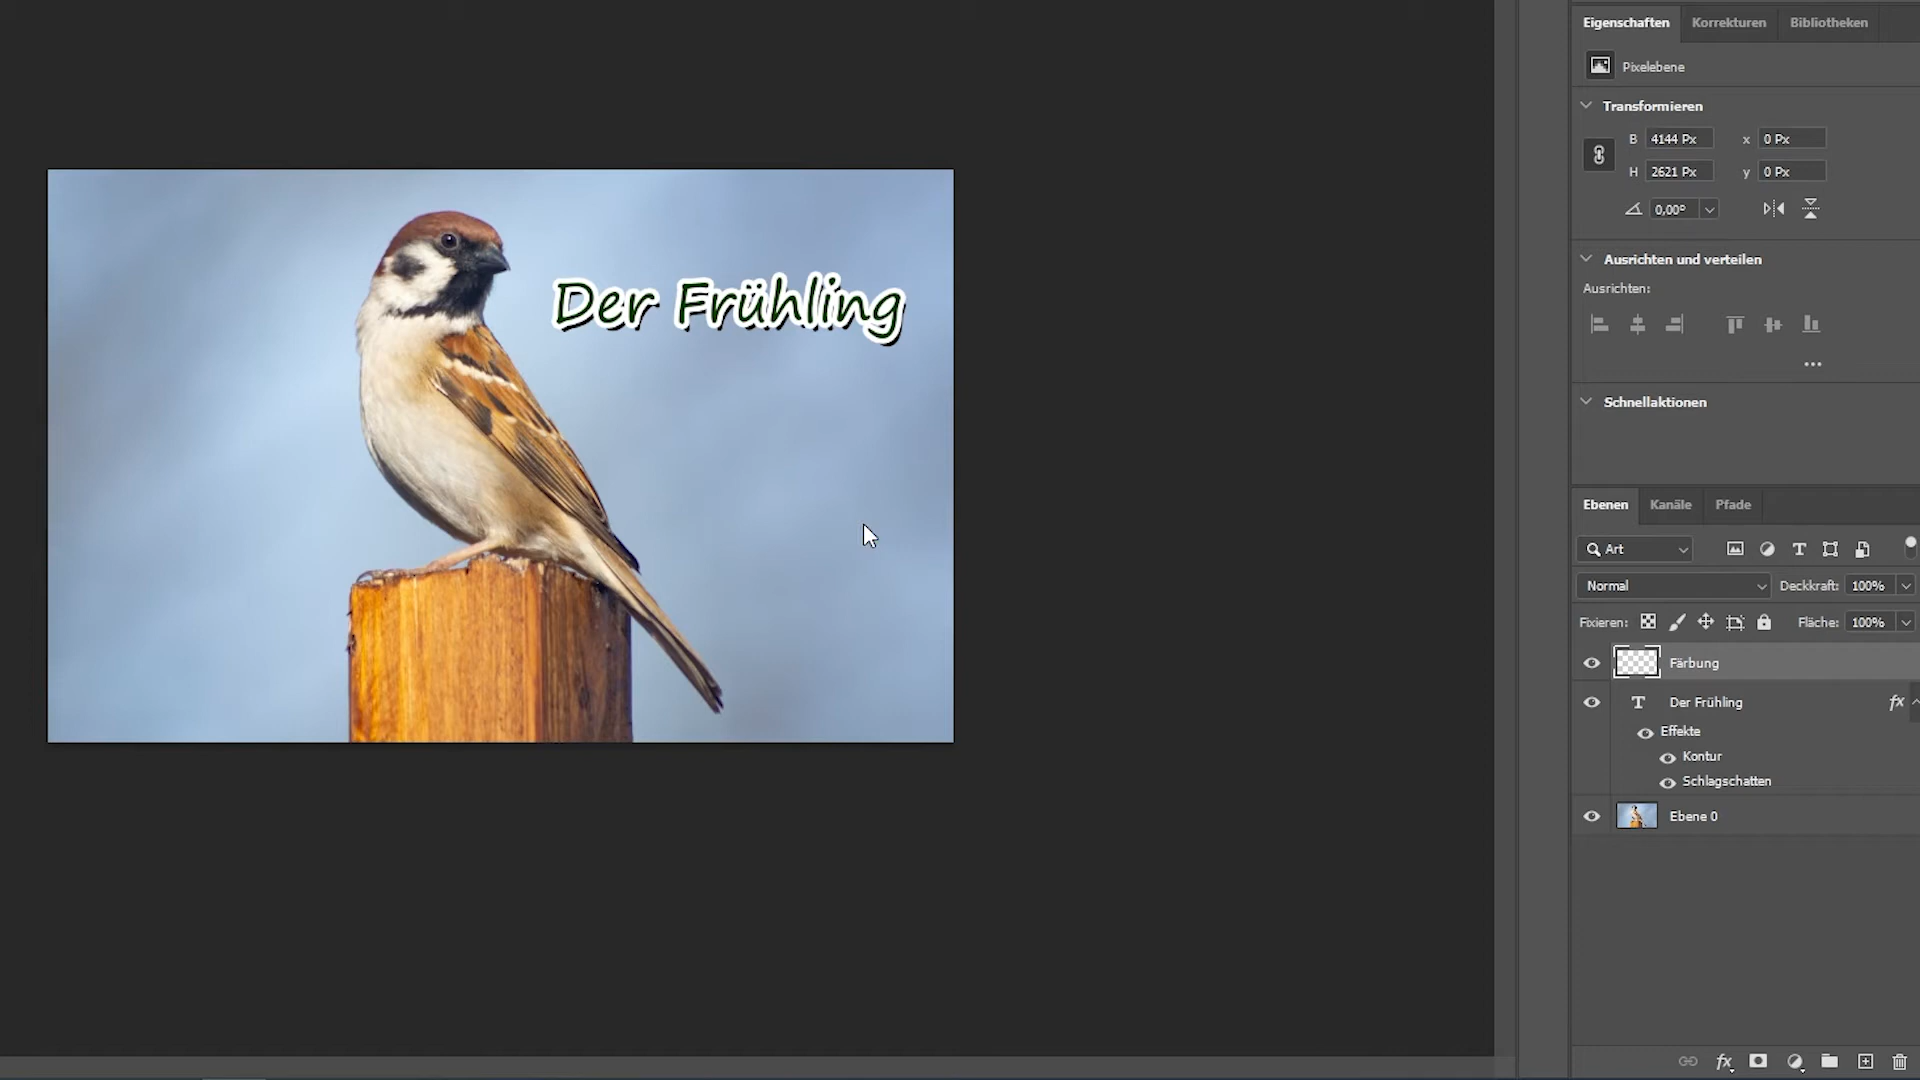 Der Frühling
Eigenschaften Korrekturen Bibliotheken
Pixelebene
Transformieren
B 4144 Px x 0 Px
H 2621 Px y 0 Px
0,00°
Ausrichten und verteilen
Ausrichten:
Schnellaktionen
Ebenen Kanäle Pfade
Art
Normal Deckkraft: 100%
Fixieren: Fläche: 100%
Färbung
T Der Frühling fx
Effekte
Kontur
Schlagschatten
Ebene 0
fx